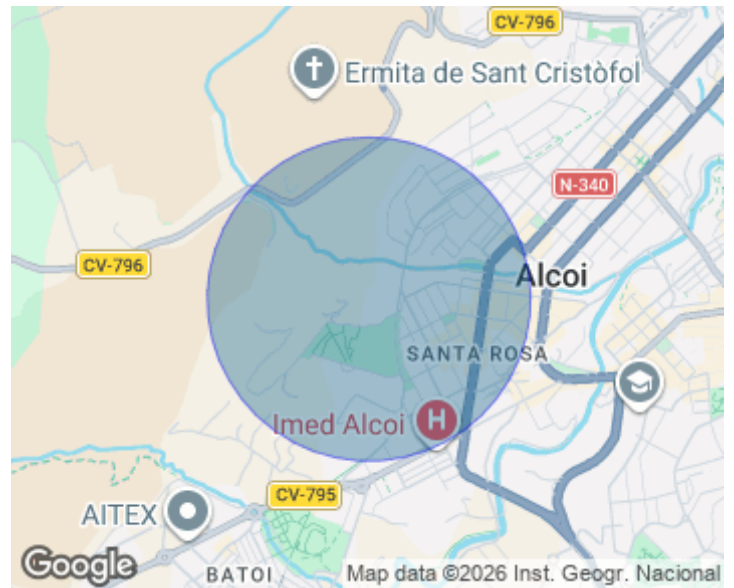 CV-796
Ermita de Sant Cristòfol
N-340
CV-796
Alcoi
SANTA ROSA
Imed Alcoi
H
CV-795
AITEX
Google
BATOI
Map data ©2026 Inst. Geogr. Nacional